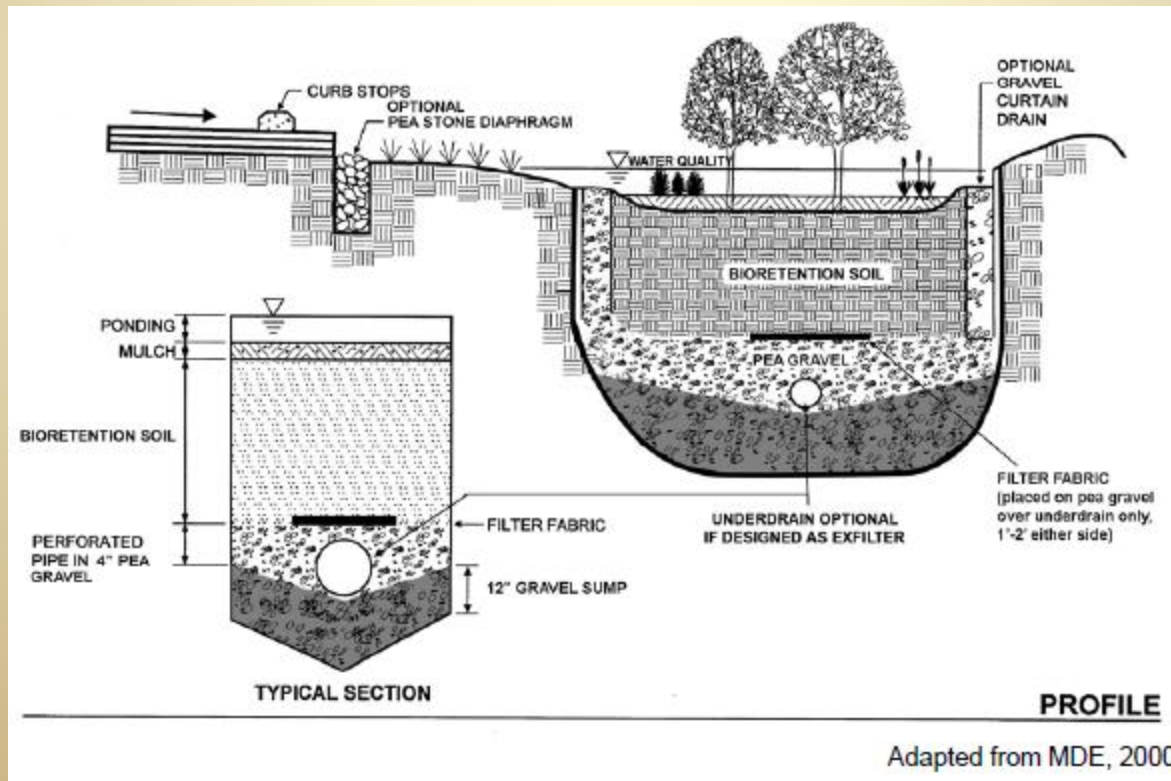 CURB STOPS
OPTIONAL
PEA STONE DIAPHRAGM
OPTIONAL
GRAVEL
CURTAIN
DRAIN
WATER QUALITY
BIORETENTION SOIL
PEA GRAVEL
PONDING
MULCH
BIORETENTION SOIL
PERFORATED
PIPE IN 4" PEA
GRAVEL
FILTER FABRIC
12" GRAVEL SUMP
UNDERDRAIN OPTIONAL
IF DESIGNED AS EXFILTER
FILTER FABRIC
(placed on pea gravel
over underdrain only,
1'-2' either side)
TYPICAL SECTION
PROFILE
Adapted from MDE, 2000